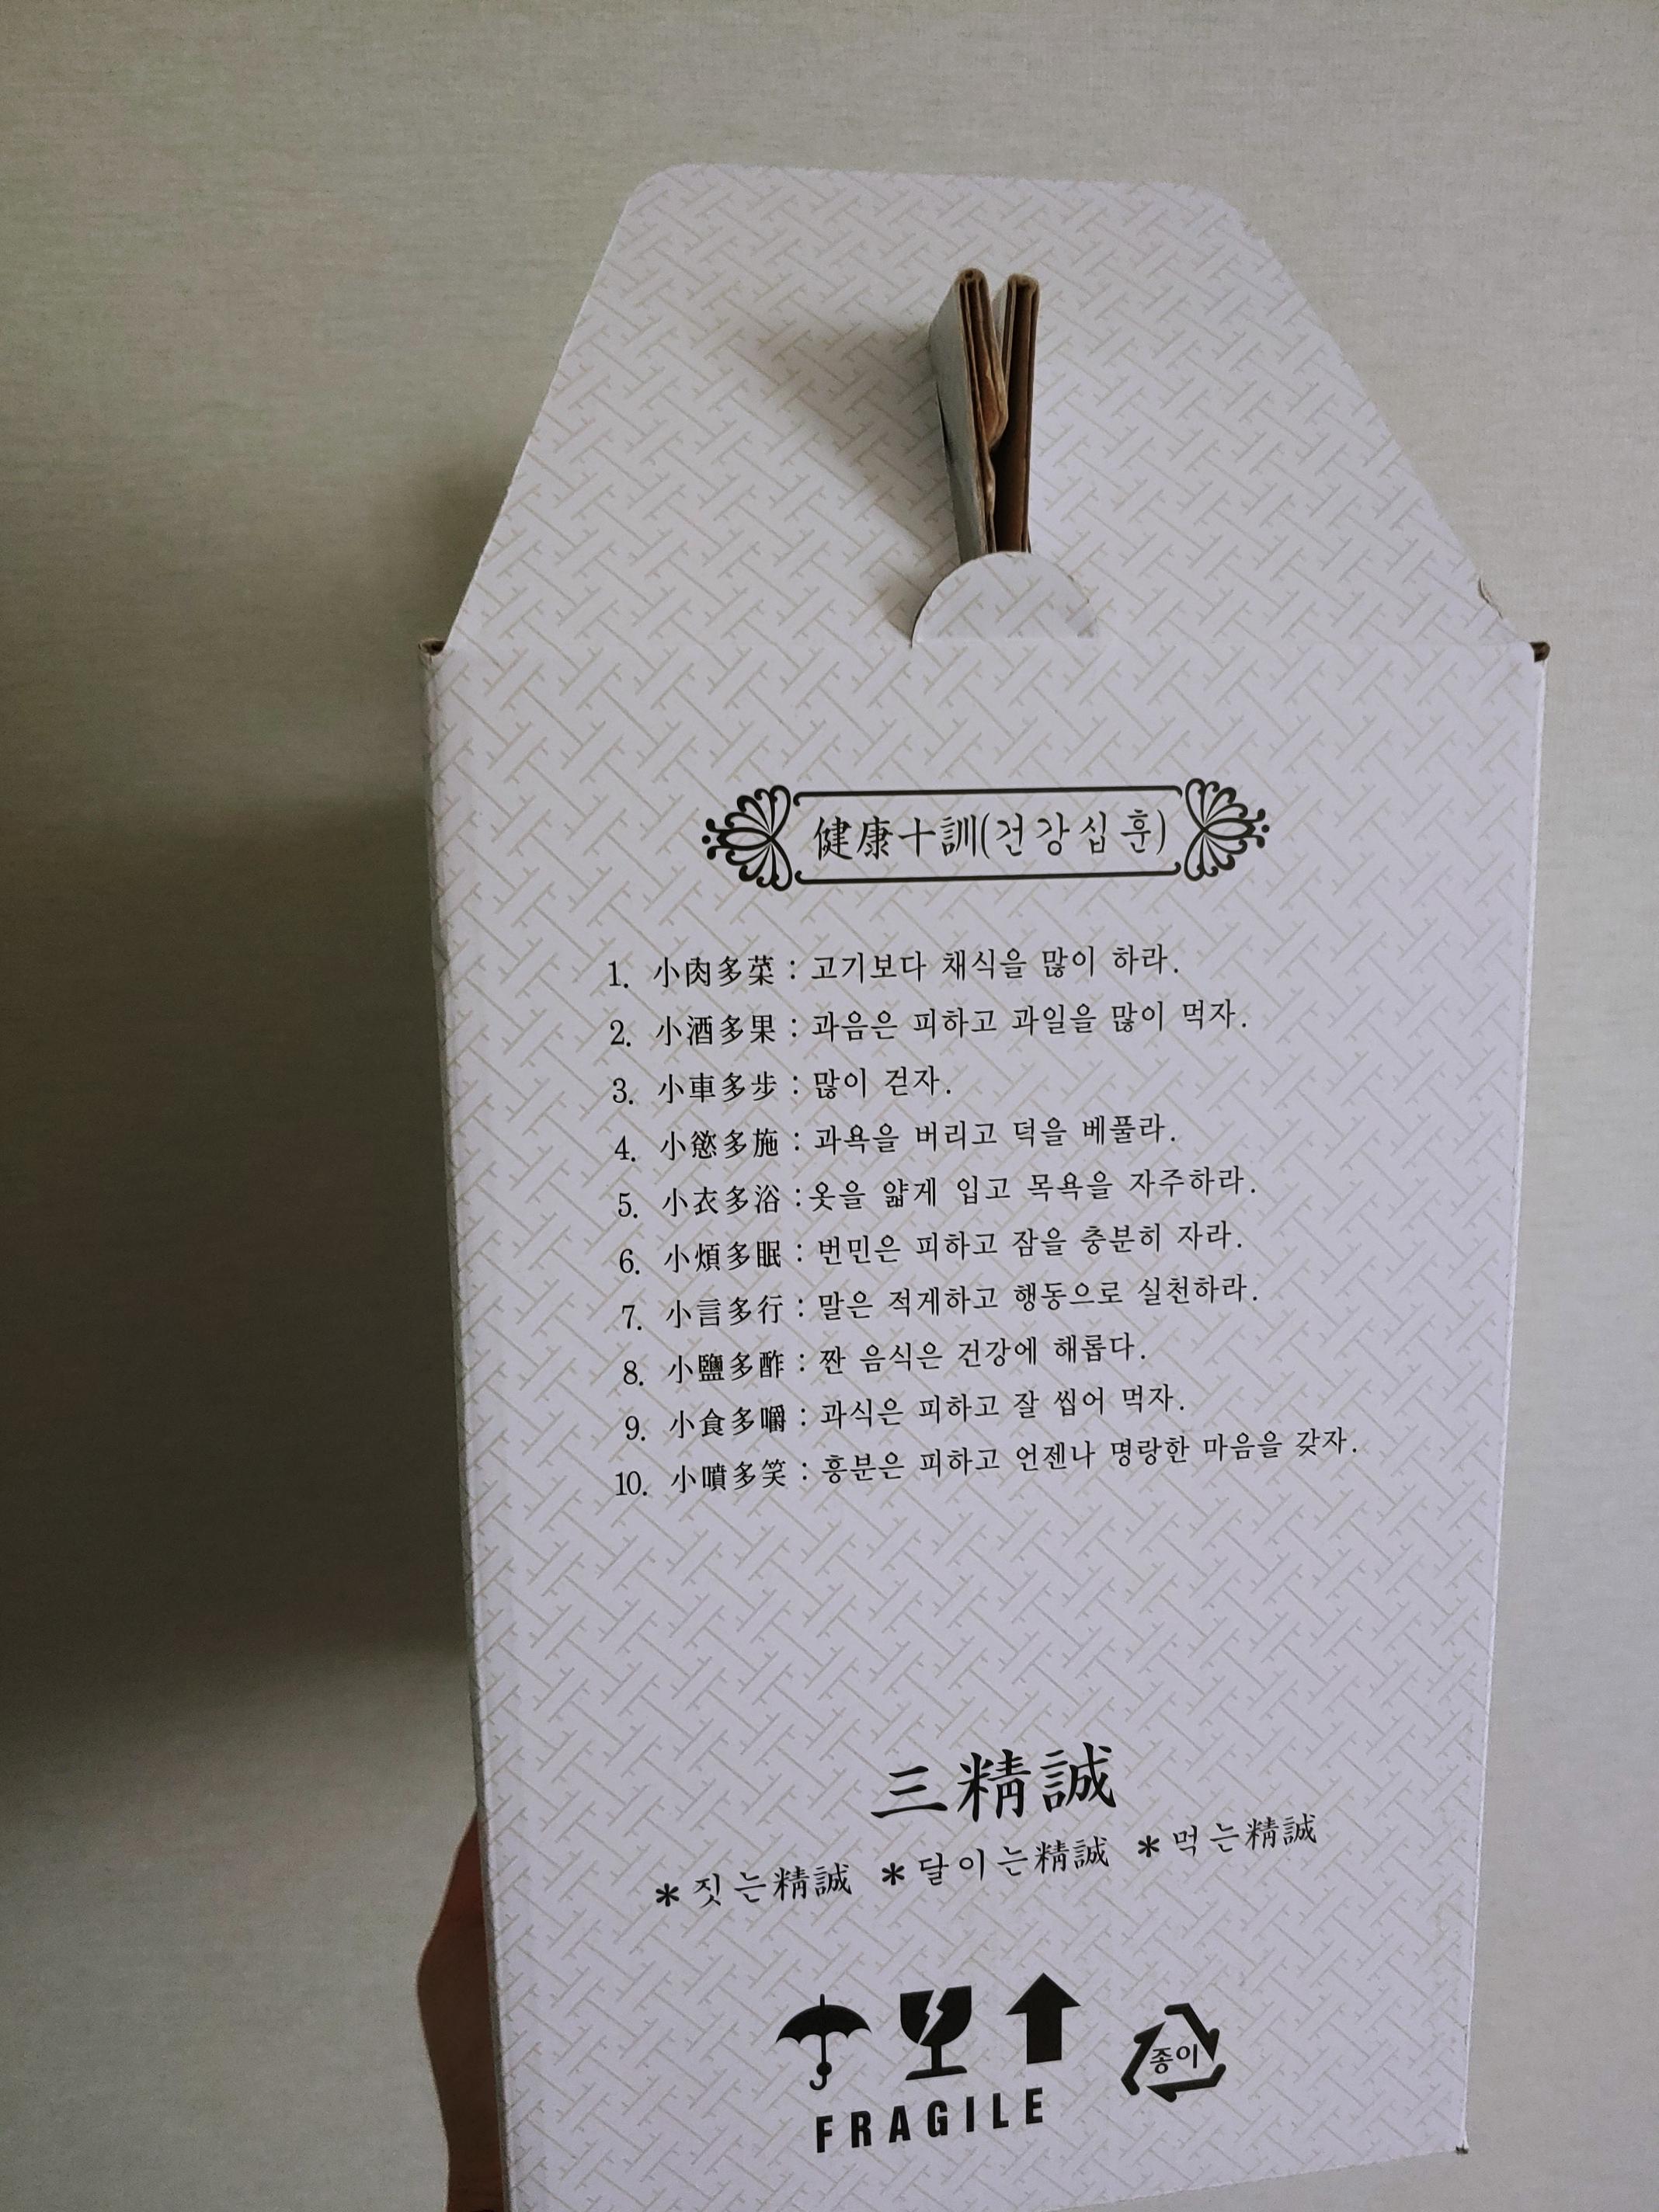 健康十訓(건강십훈)
1. 小肉多菜 : 고기보다 채식을 많이 하라.
2. 小酒多果 : 과음은 피하고 과일을 많이 먹자.
3. 小車多步 : 많이 걷자.
4. 小慾多施 : 과욕을 버리고 덕을 베풀라.
5. 小衣多浴 :옷을 얇게 입고 목욕을 자주하라.
6. 小煩多眠 : 번민은 피하고 잠을 충분히 자라.
7. 小言多行 : 말은 적게하고 행동으로 실천하라.
8. 小鹽多酢 : 짠 음식은 건강에 해롭다.
9. 小食多嚼 : 과식은 피하고 잘 씹어 먹자.
10. 小噴多笑 : 흥분은 피하고 언젠나 명랑한 마음을 갖자.
三精誠
*짓는精誠 *달이는精誠 *먹는精誠
종이
FRAGILE